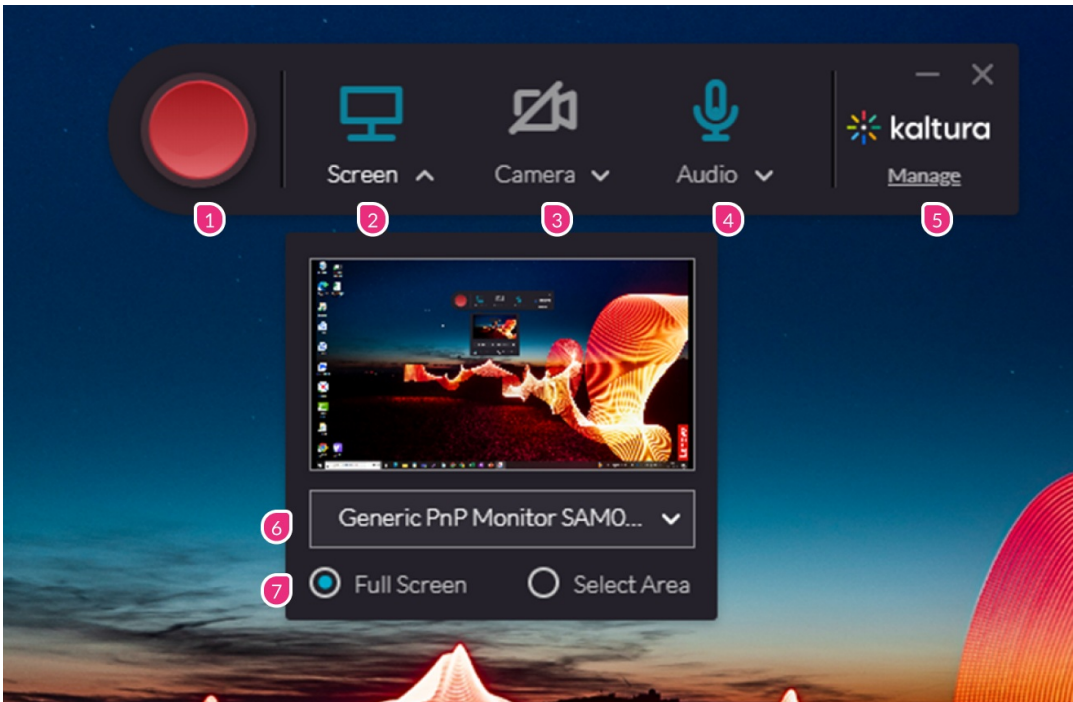 kaltura
Screen
Camera
Audio
Manage
1
2
3
4
5
Lenovo
6
Generic PnP Monitor SAM0...
7
Full Screen
Select Area